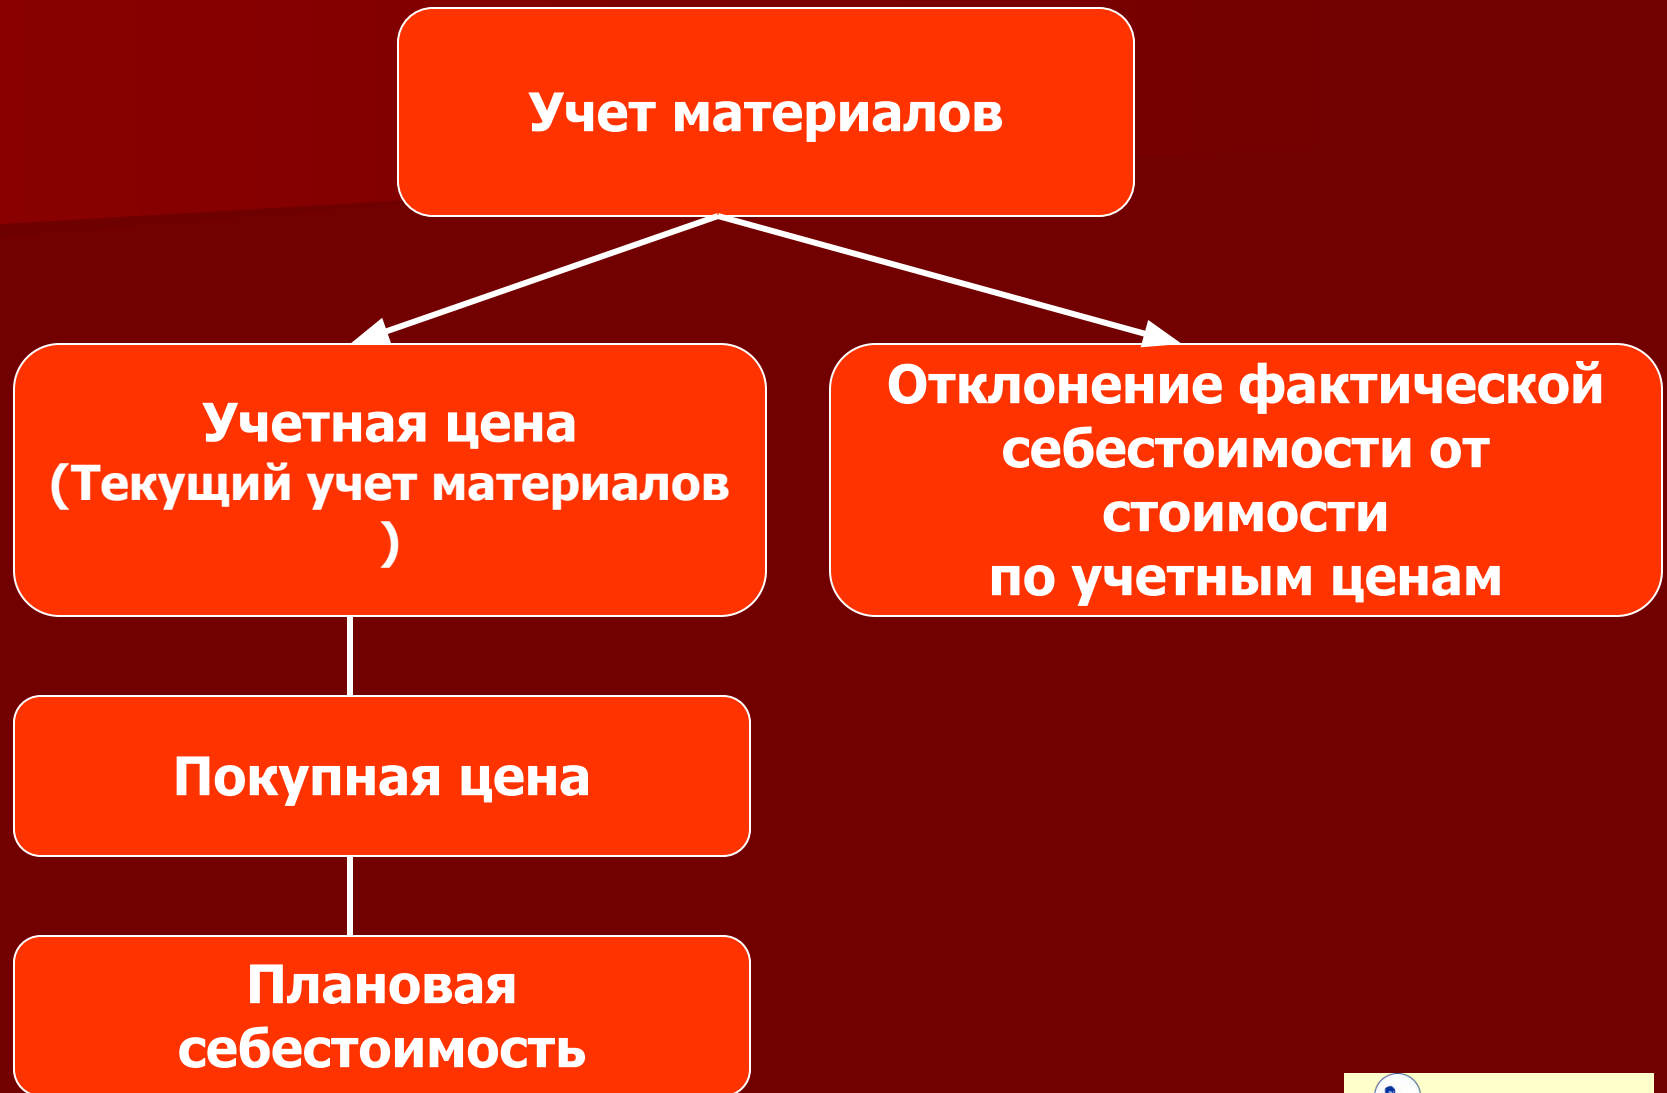 Учет материалов
Учетная цена
(Текущий учет материалов
)
Отклонение фактической
себестоимости от
стоимости
по учетным ценам
Покупная цена
Плановая
себестоимость